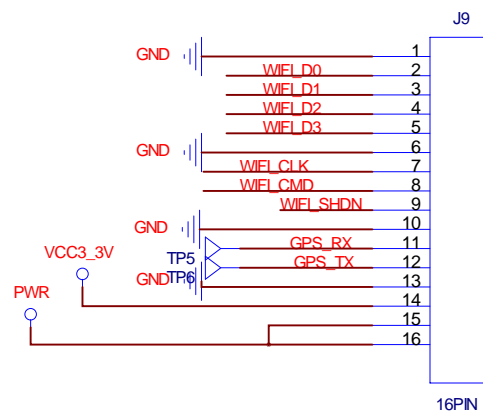 J9
GND 1
WIFI_D0 2
WIFI_D1 3
WIFI_D2 4
WIFI_D3 5
GND 6
WIFI_CLK 7
WIFI_CMD 8
WIFI_SHDN 9
GND 10
TP5 GPS_RX 11
TP6 GPS_TX 12
GND 13
VCC3_3V 14
PWR 15
16
16PIN